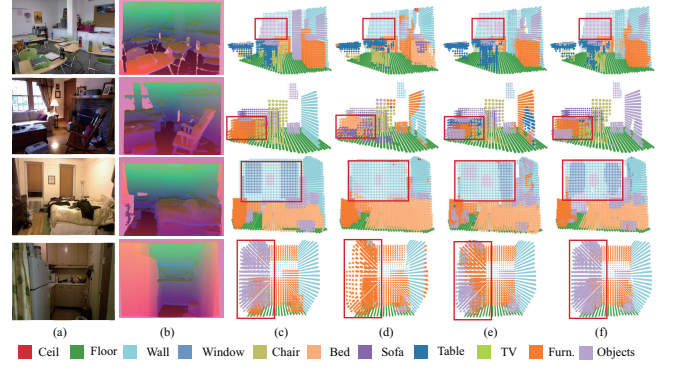 (a) (b) (c) (d) (e) (f)
Ceil Floor Wall Window Chair Bed Sofa Table TV Furn. Objects